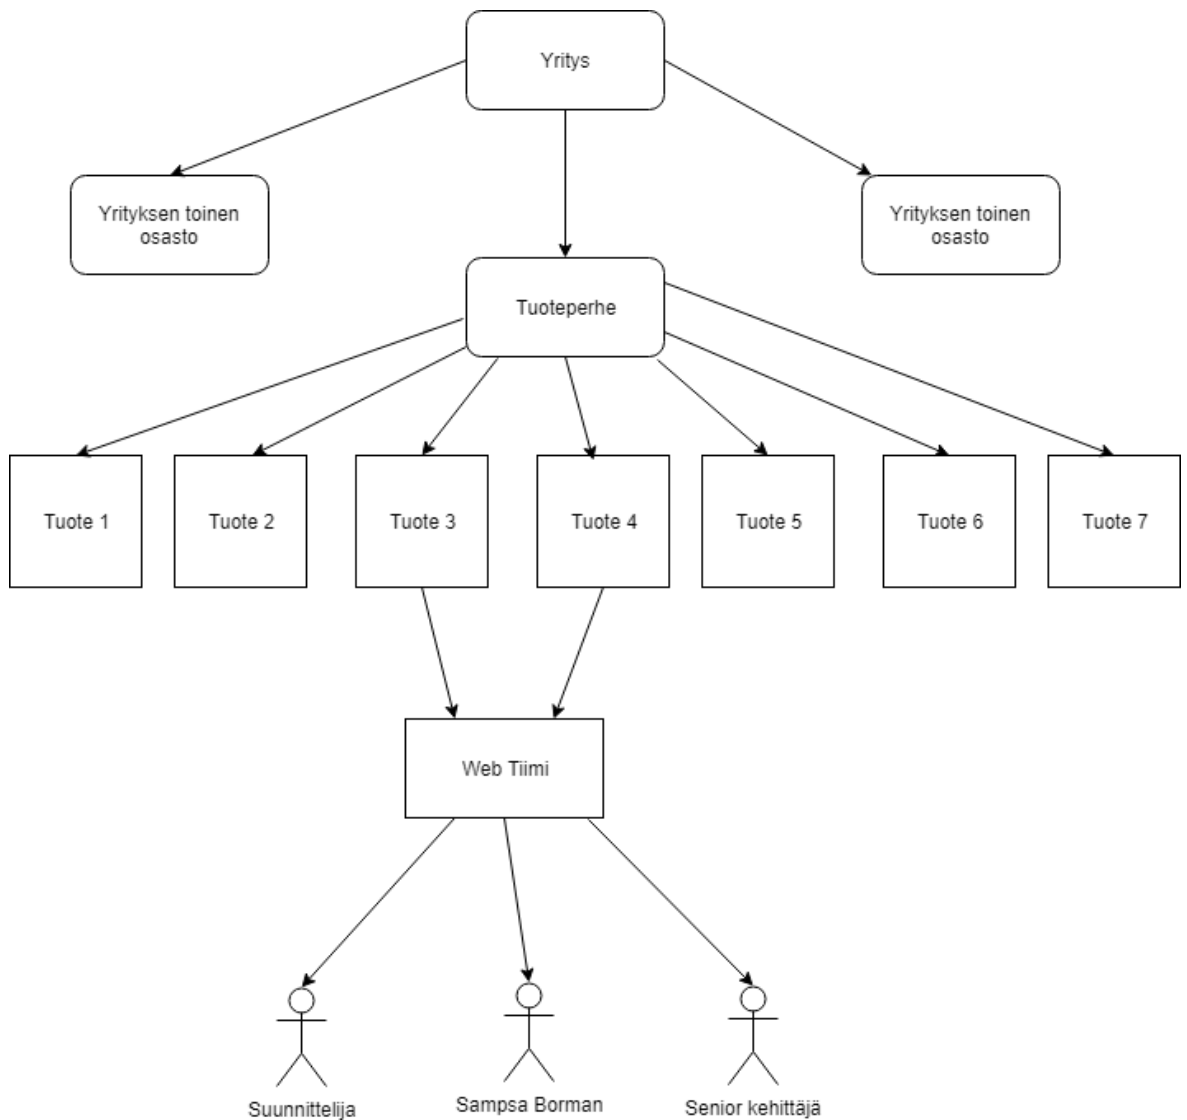 Yritys
Yrityksen toinen
osasto
Yrityksen toinen
osasto
Tuoteperhe
Tuote 1
Tuote 2
Tuote 3
Tuote 4
Tuote 5
Tuote 6
Tuote 7
Web Tiimi
Suunnittelija
Sampsa Borman
Senior kehittäjä